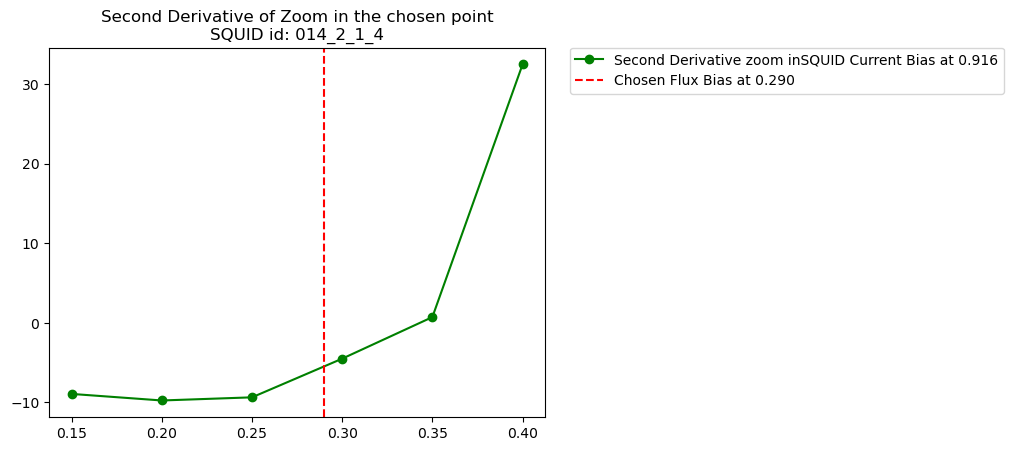 Second Derivative of Zoom in the chosen point
SQUID id: 014_2_1_4
Second Derivative zoom inSQUID Current Bias at 0.916
Chosen Flux Bias at 0.290
30
20
10
0
−10
0.15 0.20 0.25 0.30 0.35 0.40